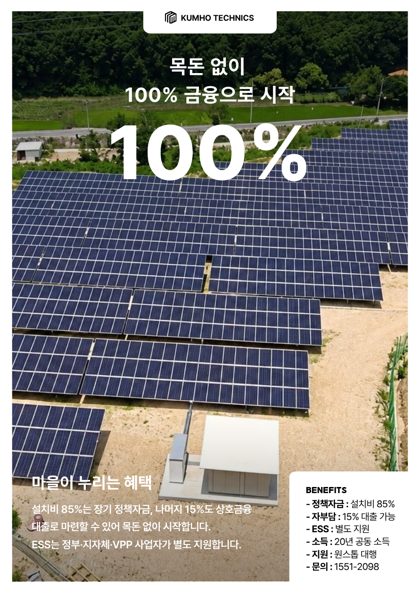 KUMHO TECHNICS
목돈 없이
100% 금융으로 시작
100%
마을이 누리는 혜택
설치비 85%는 장기 정책자금, 나머지 15%도 상호금융
대출로 마련할 수 있어 목돈 없이 시작합니다.
ESS는 정부·지자체·VPP 사업자가 별도 지원합니다.
BENEFITS
- 정책자금 : 설치비 85%
- 자부담 : 15% 대출 가능
- ESS : 별도 지원
- 소득 : 20년 공동 소득
- 지원 : 원스톱 대행
- 문의 : 1551-2098